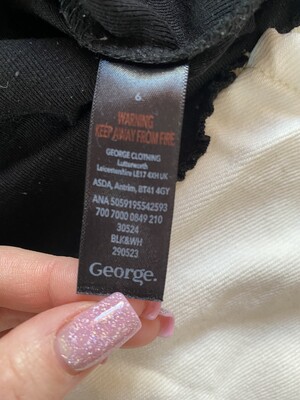 6
WARNING
KEEP AWAY FROM FIRE
GEORGE CLOTHING
Lutterworth
Leicestershire LE17 4XH UK
ASDA, Antrim, BT41 4GY
ANA 5059195542593
700 7000 0849 210
30524
BLK&WH
290523
George.